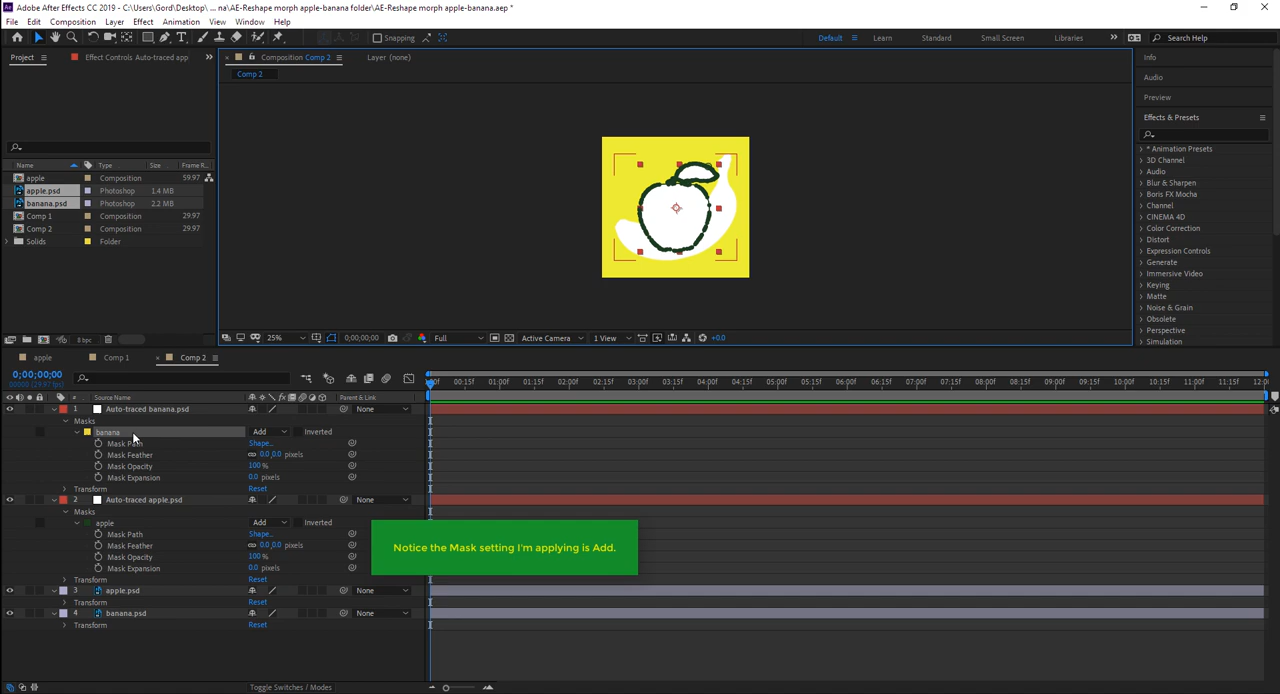 Adobe After Effects CC 2019 - C:\Users\Gord\Desktop\ ... AE-Reshape morph apple-banana folder\AE-Reshape morph apple-banana.aep *
File Edit Composition Layer Effect Animation View Window Help
Snapping
Default Learn Standard Small Screen Libraries Search Help
Project Effect Controls Auto-traced app
Composition Comp 2 Layer (none)
Comp 2
Info
Audio
Preview
Effects & Presets
Name Type Size Frame R...
apple Composition 59.97
apple.psd Photoshop 1.4 MB
banana.psd Photoshop 2.2 MB
Comp 1 Composition 29.97
Comp 2 Composition 29.97
Solids Folder
* Animation Presets
3D Channel
Audio
Blur & Sharpen
Boris FX Mocha
Channel
CINEMA 4D
Color Correction
Distort
Expression Controls
Generate
Immersive Video
Keying
Matte
Noise & Grain
Obsolete
Perspective
Simulation
8 bpc
25% 0;00;00;00 Full Active Camera 1 View +0.0
apple Comp 1 Comp 2
0;00;00;00
00000 (29.97 fps)
:00f 00:15f 01:00f 01:15f 02:00f 02:15f 03:00f 03:15f 04:00f 04:15f 05:00f 05:15f 06:00f 06:15f 07:00f 07:15f 08:00f 08:15f 09:00f 09:15f 10:00f 10:15f 11:00f 11:15f 12:0
# Source Name Parent & Link
1 Auto-traced banana.psd None
Masks
banana Add Inverted
Mask Path Shape...
Mask Feather 0.0,0.0 pixels
Mask Opacity 100%
Mask Expansion 0.0 pixels
Transform Reset
2 Auto-traced apple.psd None
Masks
apple Add Inverted
Mask Path Shape...
Mask Feather 0.0,0.0 pixels
Mask Opacity 100%
Mask Expansion 0.0 pixels
Transform Reset
3 apple.psd None
Transform Reset
4 banana.psd None
Transform Reset
Notice the Mask setting I'm applying is Add.
Toggle Switches / Modes